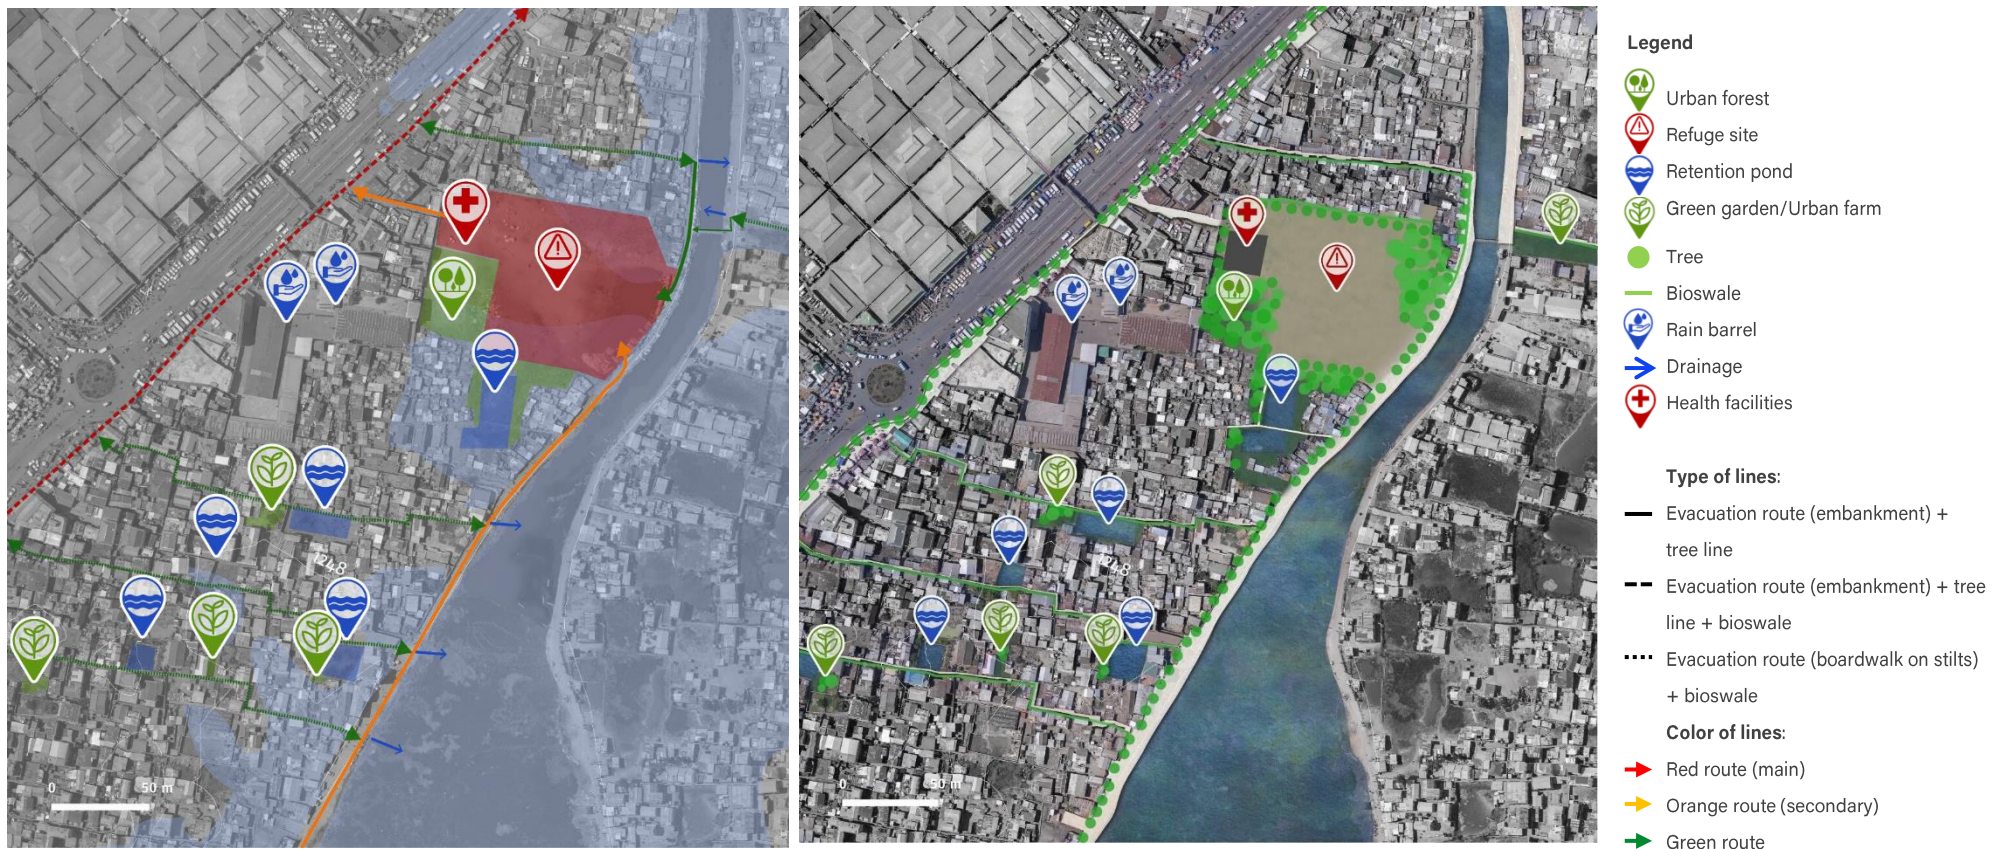 1248
0 50 m
1248
0 50 m
Legend
Urban forest
Refuge site
Retention pond
Green garden/Urban farm
Tree
Bioswale
Rain barrel
Drainage
Health facilities
Type of lines:
Evacuation route (embankment) +
tree line
Evacuation route (embankment) + tree
line + bioswale
Evacuation route (boardwalk on stilts)
+ bioswale
Color of lines:
Red route (main)
Orange route (secondary)
Green route